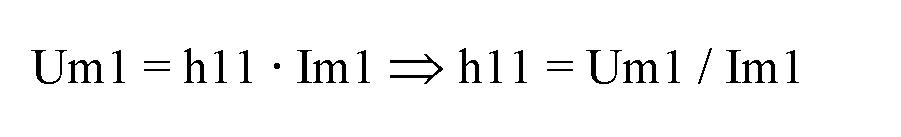 Um1 = h11 · Im1 ⇒ h11 = Um1 / Im1